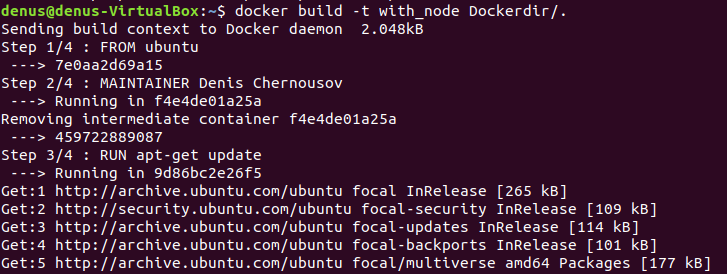 denus@denus-VirtualBox:~$ docker build -t with_node Dockerdir/.
Sending build context to Docker daemon  2.048kB
Step 1/4 : FROM ubuntu
 ---> 7e0aa2d69a15
Step 2/4 : MAINTAINER Denis Chernousov
 ---> Running in f4e4de01a25a
Removing intermediate container f4e4de01a25a
 ---> 459722889087
Step 3/4 : RUN apt-get update
 ---> Running in 9d86bc2e26f5
Get:1 http://archive.ubuntu.com/ubuntu focal InRelease [265 kB]
Get:2 http://security.ubuntu.com/ubuntu focal-security InRelease [109 kB]
Get:3 http://archive.ubuntu.com/ubuntu focal-updates InRelease [114 kB]
Get:4 http://archive.ubuntu.com/ubuntu focal-backports InRelease [101 kB]
Get:5 http://archive.ubuntu.com/ubuntu focal/multiverse amd64 Packages [177 kB]